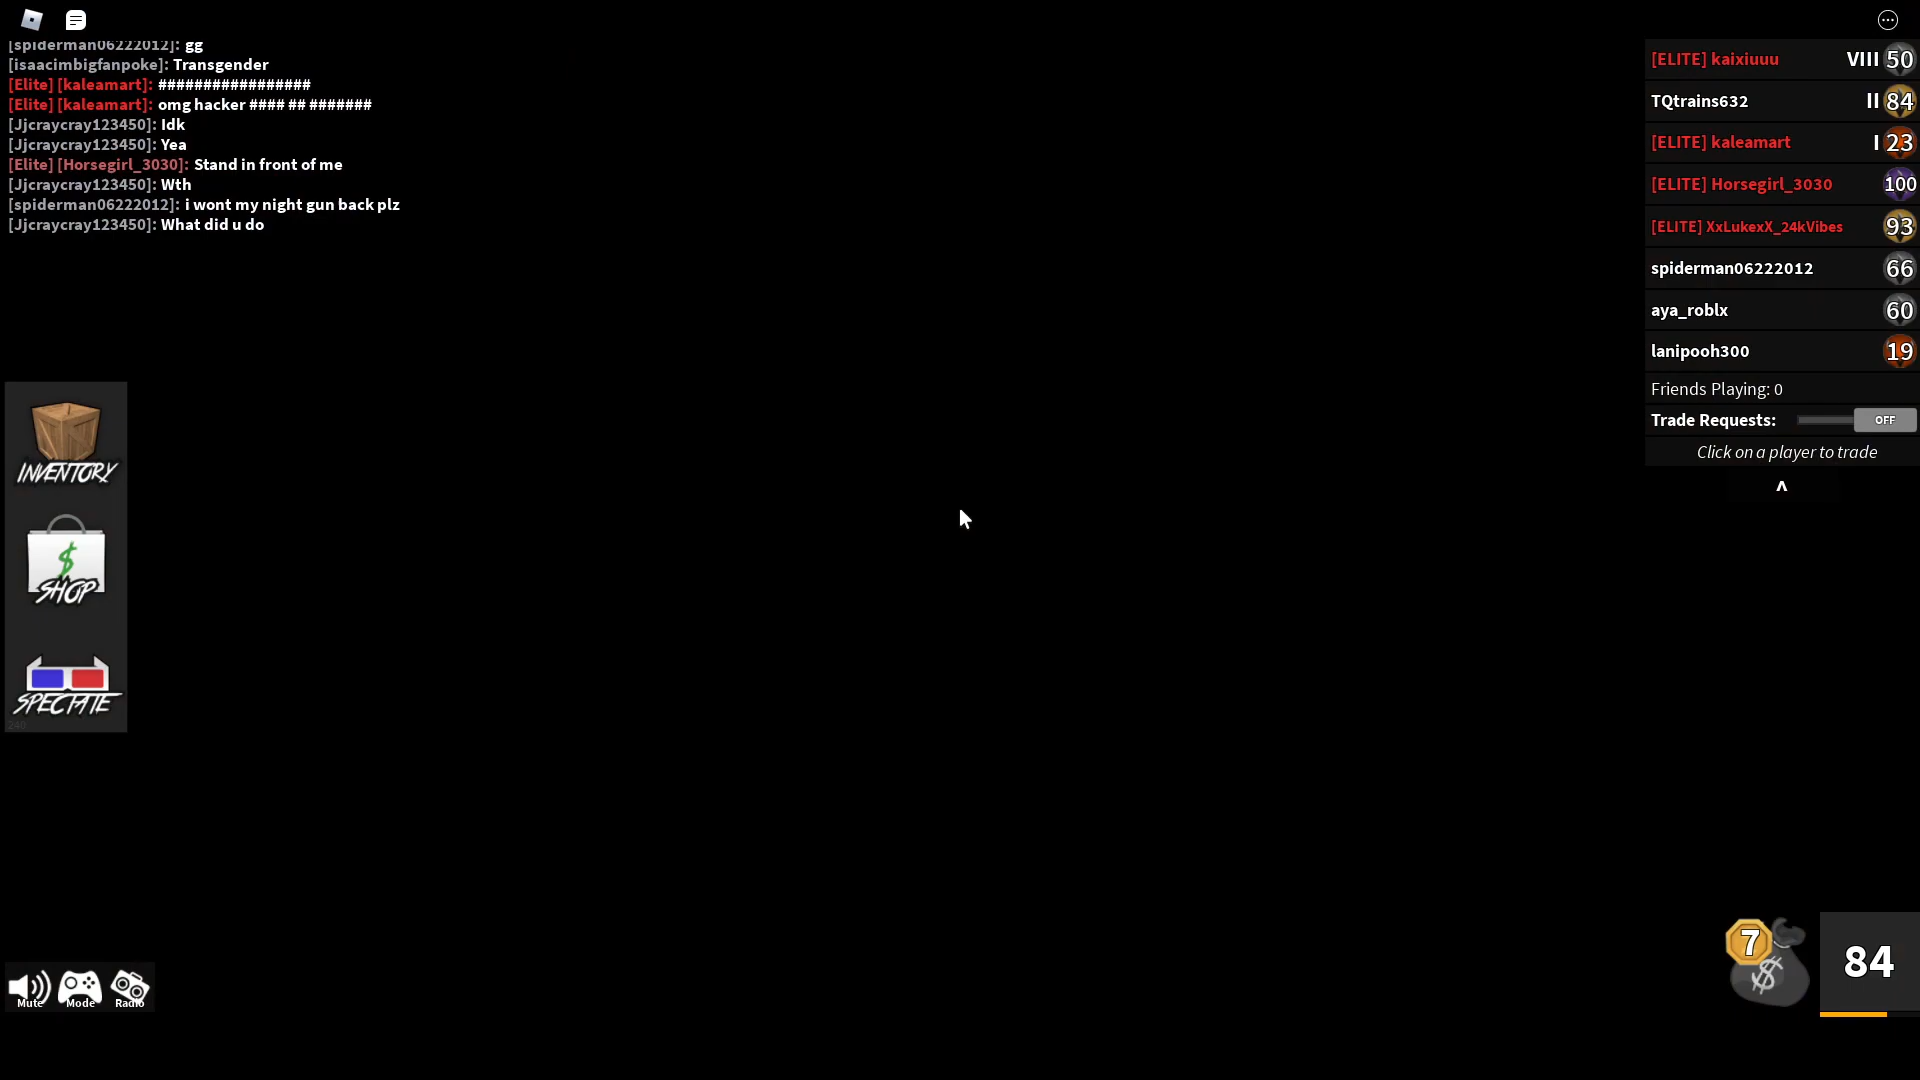 [spiderman06222012]: gg
[isaacimbigfanpoke]: Transgender
[Elite] [kaleamart]: #################
[Elite] [kaleamart]: omg hacker #### ## #######
[Jjcraycray123450]: Idk
[Jjcraycray123450]: Yea
[Elite] [Horsegirl_3030]: Stand in front of me
[Jjcraycray123450]: Wth
[spiderman06222012]: i wont my night gun back plz
[Jjcraycray123450]: What did u do
[ELITE] kaixiuuu VIII 50
TQtrains632 II 84
[ELITE] kaleamart I 23
[ELITE] Horsegirl_3030 100
[ELITE] XxLukexX_24kVibes 93
spiderman06222012 66
aya_roblx 60
lanipooh300 19
Friends Playing: 0
Trade Requests: OFF
Click on a player to trade
^
INVENTORY
$
SHOP
SPECTATE
240
Mute Mode Radio
7
$
84